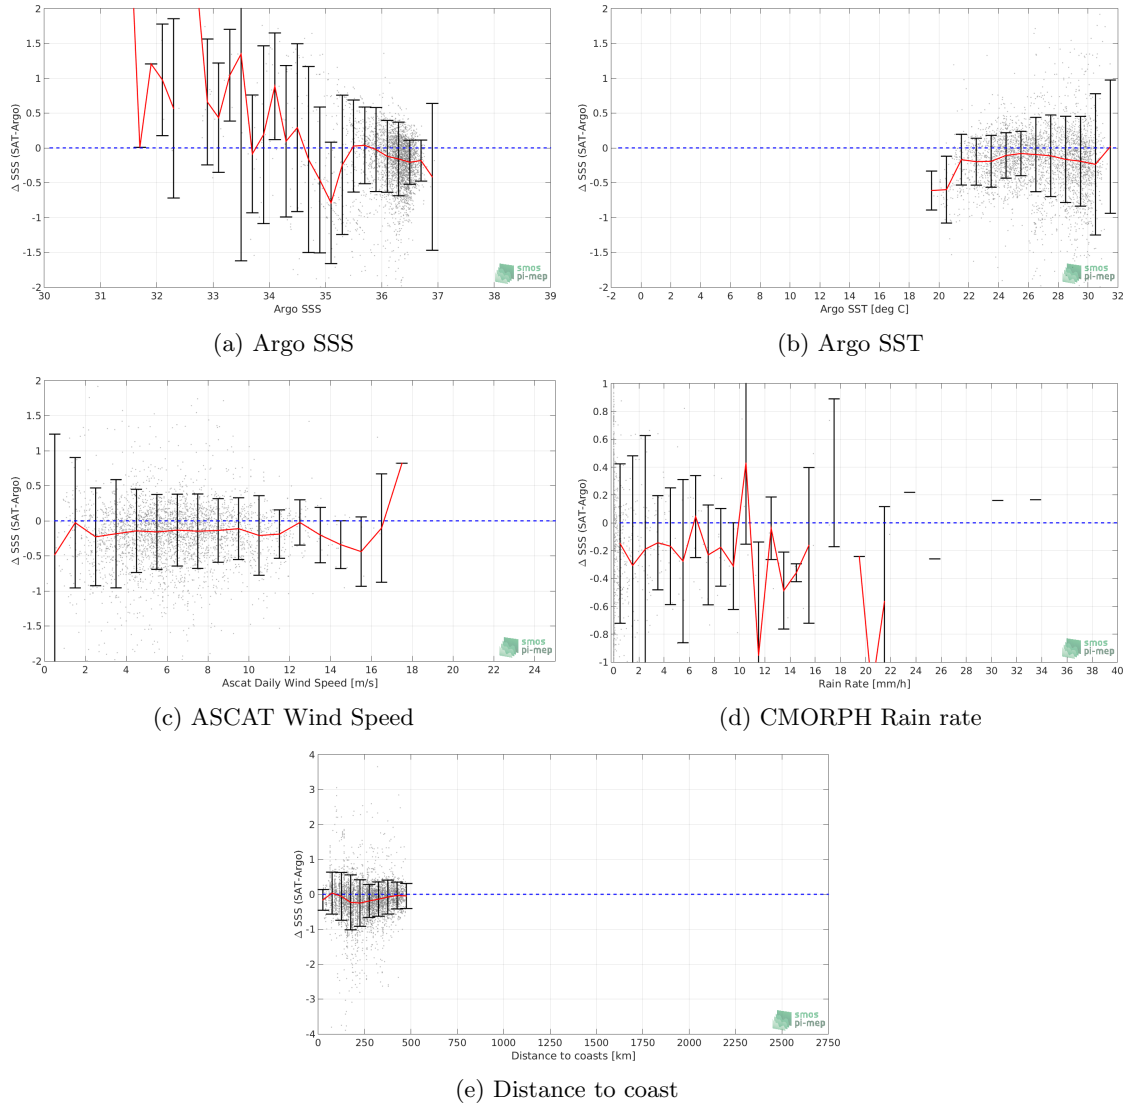 2
1.5
1
0.5
0
-0.5
-1
-1.5
-2
Δ SSS (SAT-Argo)
30 31 32 33 34 35 36 37 38 39
Argo SSS
smos
pi-mep
(a) Argo SSS
2
1.5
1
0.5
0
-0.5
-1
-1.5
-2
Δ SSS (SAT-Argo)
-2 0 2 4 6 8 10 12 14 16 18 20 22 24 26 28 30 32
Argo SST [deg C]
smos
pi-mep
(b) Argo SST
2
1.5
1
0.5
0
-0.5
-1
-1.5
-2
Δ SSS (SAT-Argo)
0 2 4 6 8 10 12 14 16 18 20 22 24
Ascat Daily Wind Speed [m/s]
smos
pi-mep
(c) ASCAT Wind Speed
1
0.8
0.6
0.4
0.2
0
-0.2
-0.4
-0.6
-0.8
-1
Δ SSS (SAT-Argo)
0 2 4 6 8 10 12 14 16 18 20 22 24 26 28 30 32 34 36 38 40
Rain Rate [mm/h]
smos
pi-mep
(d) CMORPH Rain rate
4
3
2
1
0
-1
-2
-3
-4
Δ SSS (SAT-Argo)
0 250 500 750 1000 1250 1500 1750 2000 2250 2500 2750
Distance to coasts [km]
smos
pi-mep
(e) Distance to coast